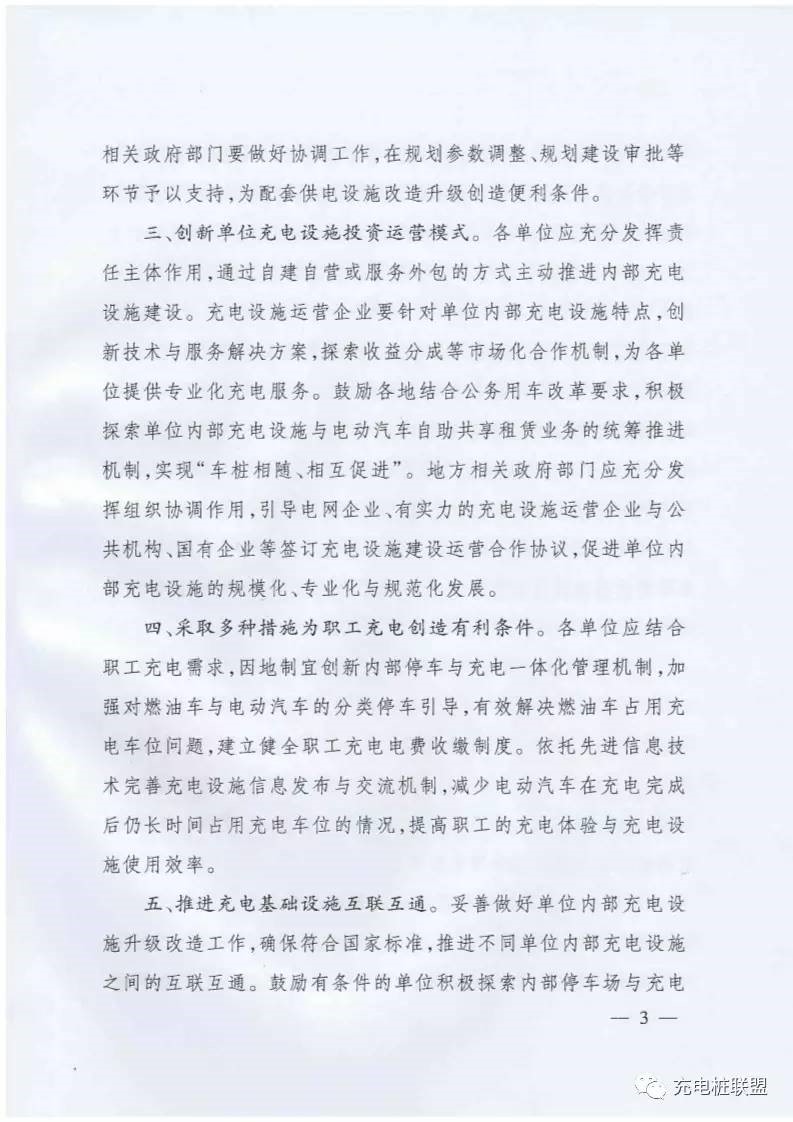 相关政府部门要做好协调工作,在规划参数调整、规划建设审批等
环节予以支持,为配套供电设施改造升级创造便利条件。
三、创新单位充电设施投资运营模式。各单位应充分发挥责
任主体作用,通过自建自营或服务外包的方式主动推进内部充电
设施建设。充电设施运营企业要针对单位内部充电设施特点,创
新技术与服务解决方案,探索收益分成等市场化合作机制,为各单
位提供专业化充电服务。鼓励各地结合公务用车改革要求,积极
探索单位内部充电设施与电动汽车自助共享租赁业务的统筹推进
机制,实现“车桩相随、相互促进”。地方相关政府部门应充分发
挥组织协调作用,引导电网企业、有实力的充电设施运营企业与公
共机构、国有企业等签订充电设施建设运营合作协议,促进单位内
部充电设施的规模化、专业化与规范化发展。
四、采取多种措施为职工充电创造有利条件。各单位应结合
职工充电需求,因地制宜创新内部停车与充电一体化管理机制,加
强对燃油车与电动汽车的分类停车引导,有效解决燃油车占用充
电车位问题,建立健全职工充电电费收缴制度。依托先进信息技
术完善充电设施信息发布与交流机制,减少电动汽车在充电完成
后仍长时间占用充电车位的情况,提高职工的充电体验与充电设
施使用效率。
五、推进充电基础设施互联互通。妥善做好单位内部充电设
施升级改造工作,确保符合国家标准,推进不同单位内部充电设施
之间的互联互通。鼓励有条件的单位积极探索内部停车场与充电
— 3 —
充电桩联盟